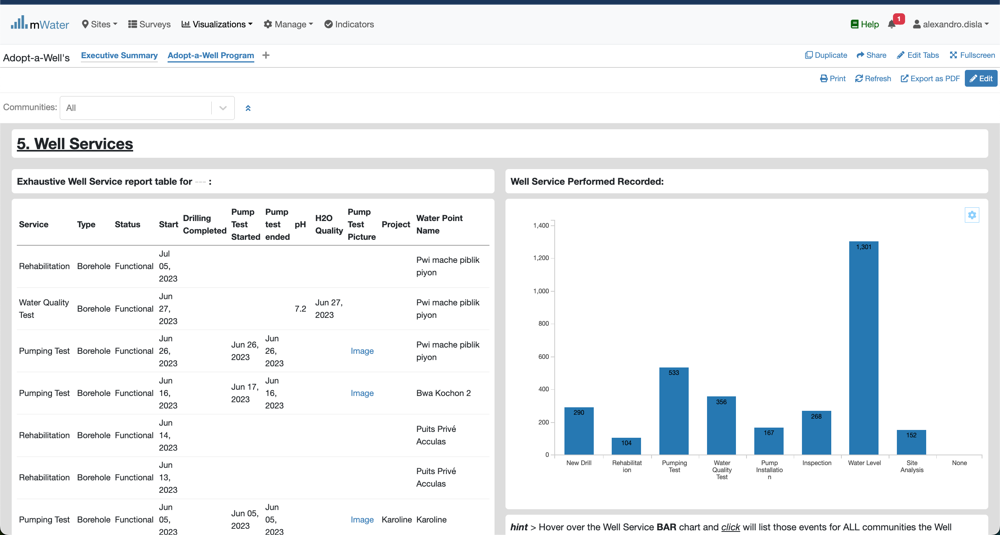 mWater Sites Surveys Visualizations Manage Indicators Help 1 alexandro.disla
Adopt-a-Well's Executive Summary Adopt-a-Well Program + Duplicate Share Edit Tabs Fullscreen
Print Refresh Export as PDF Edit
Communities: All
5. Well Services
Exhaustive Well Service report table for --- :
Service Type Status Start Drilling Completed Pump Test Started Pump test ended pH H2O Quality Pump Test Picture Project Water Point Name
Rehabilitation Borehole Functional Jul 05, 2023 Pwi mache piblik piyon
Water Quality Test Borehole Functional Jun 27, 2023 7.2 Jun 27, 2023 Pwi mache piblik piyon
Pumping Test Borehole Functional Jun 26, 2023 Jun 26, 2023 Jun 26, 2023 Image Pwi mache piblik piyon
Pumping Test Borehole Functional Jun 16, 2023 Jun 17, 2023 Jun 16, 2023 Image Bwa Kochon 2
Rehabilitation Borehole Functional Jun 14, 2023 Puits Privé Acculas
Rehabilitation Borehole Functional Jun 13, 2023 Puits Privé Acculas
Pumping Test Borehole Functional Jun 05, 2023 Jun 05, 2023 Jun 05, 2023 Image Karoline Karoline
Well Service Performed Recorded:
1,400
1,200
1,000
800
600
400
200
0
290
104
533
356
167
268
1,301
152
New Drill
Rehabilitat
ion
Pumping
Test
Water
Quality
Test
Pump
Installatio
n
Inspection
Water Level
Site
Analysis
None
hint > Hover over the Well Service BAR chart and click will list those events for ALL communities the Well